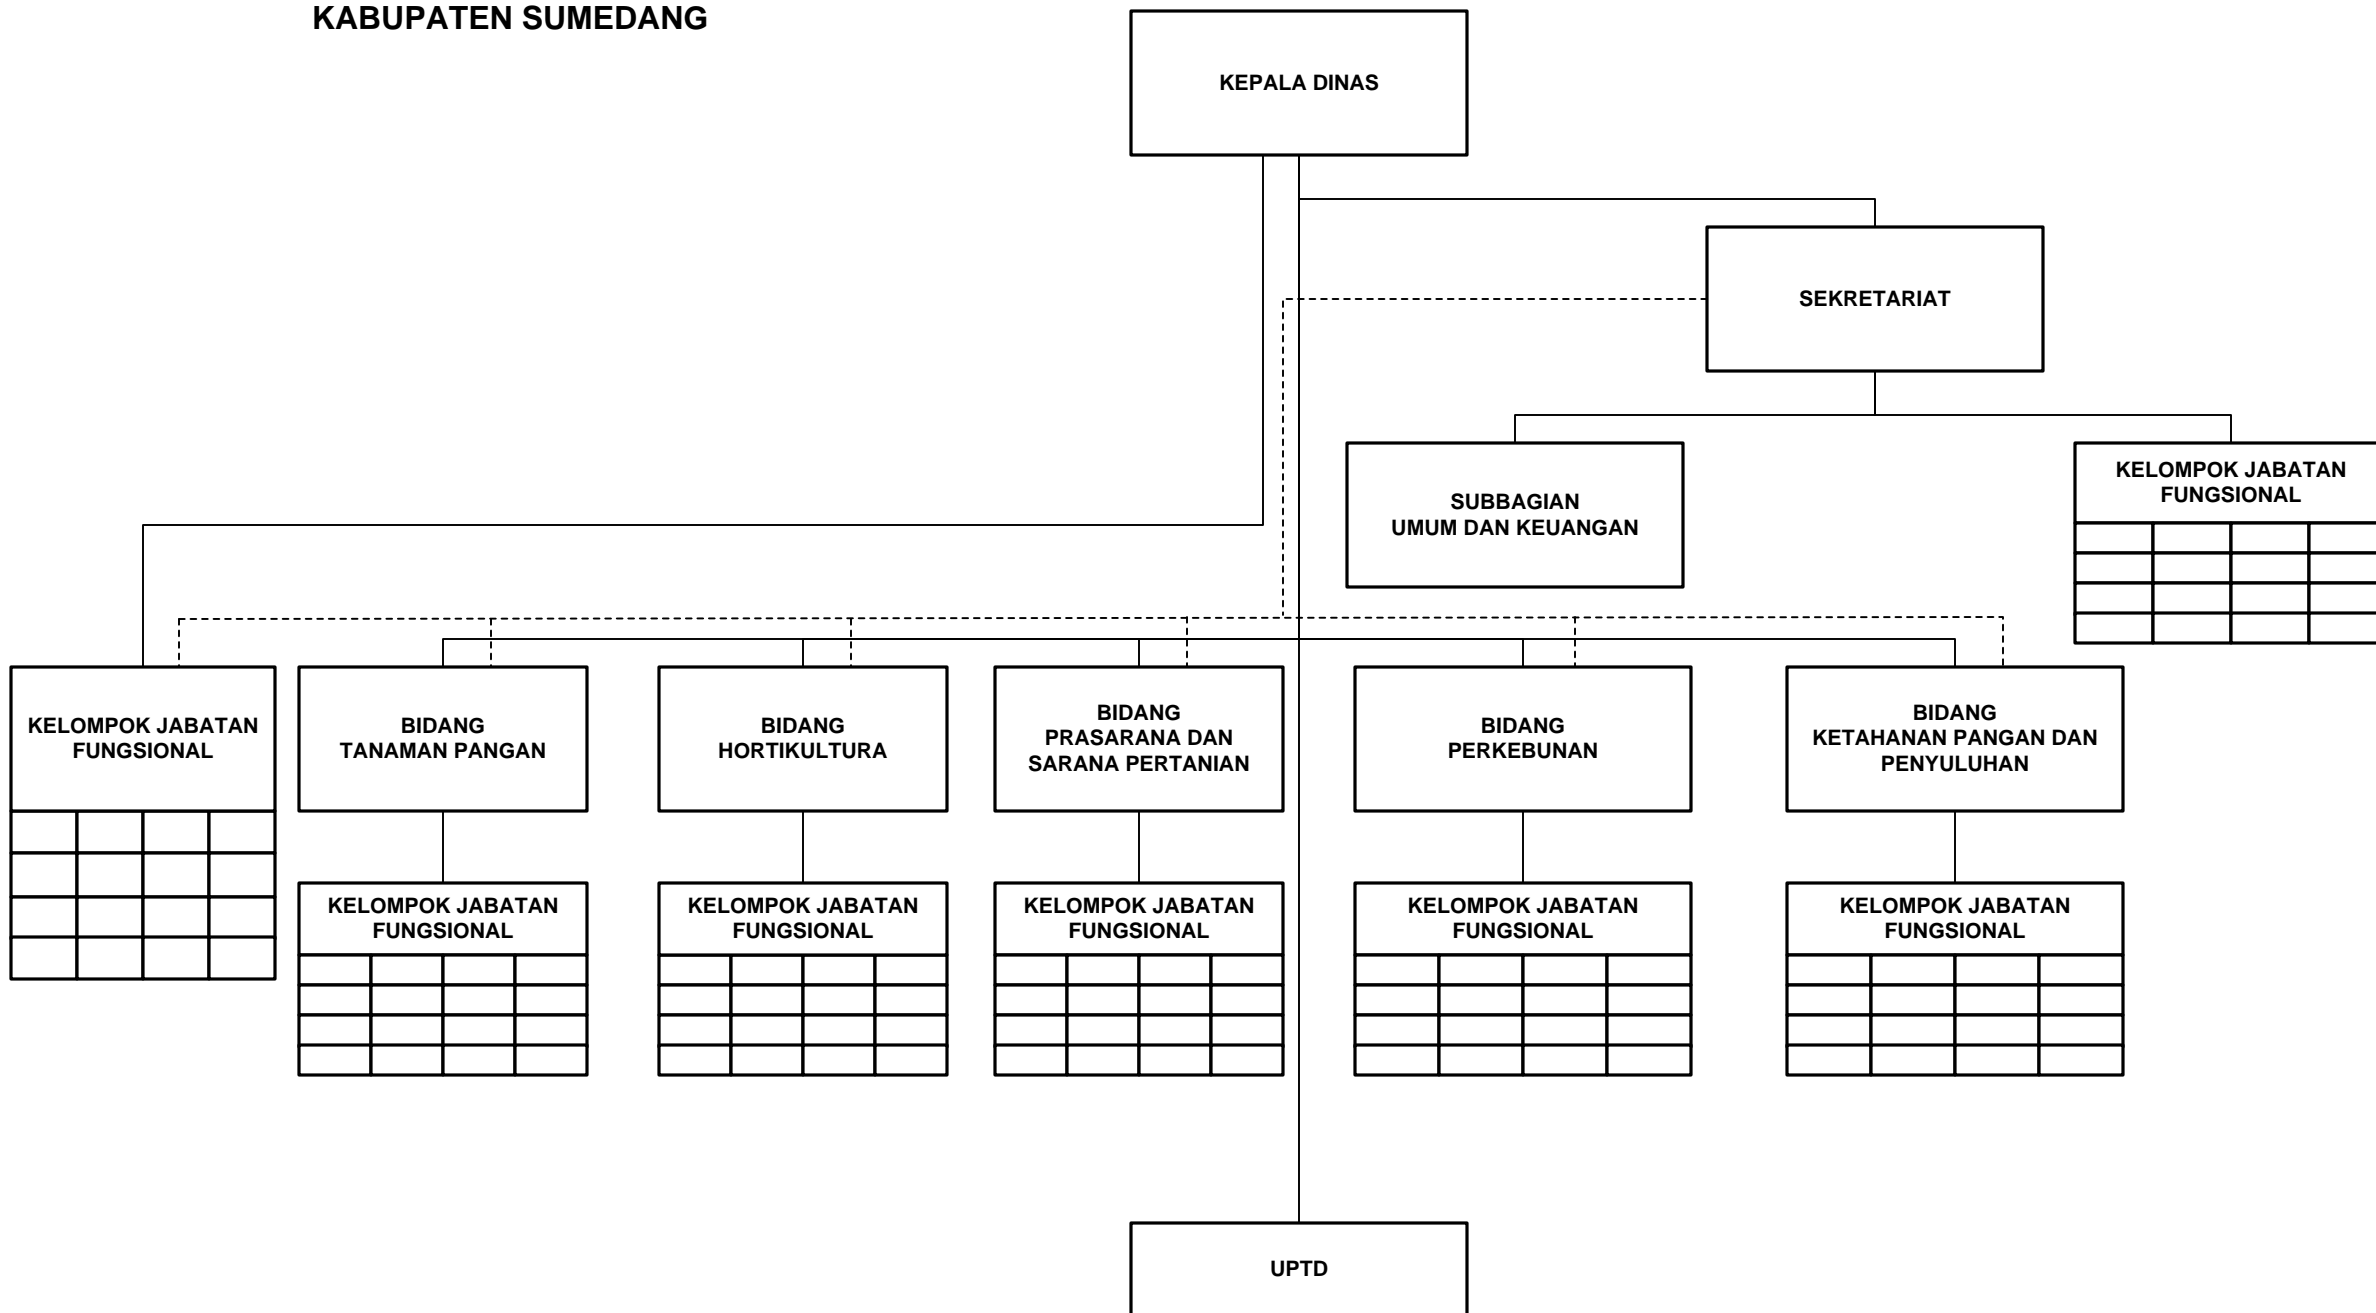 KABUPATEN SUMEDANG
KEPALA DINAS
SEKRETARIAT
SUBBAGIAN
UMUM DAN KEUANGAN
KELOMPOK JABATAN
FUNGSIONAL
KELOMPOK JABATAN
FUNGSIONAL
BIDANG
TANAMAN PANGAN
BIDANG
HORTIKULTURA
BIDANG
PRASARANA DAN
SARANA PERTANIAN
BIDANG
PERKEBUNAN
BIDANG
KETAHANAN PANGAN DAN
PENYULUHAN
KELOMPOK JABATAN
FUNGSIONAL
KELOMPOK JABATAN
FUNGSIONAL
KELOMPOK JABATAN
FUNGSIONAL
KELOMPOK JABATAN
FUNGSIONAL
KELOMPOK JABATAN
FUNGSIONAL
UPTD